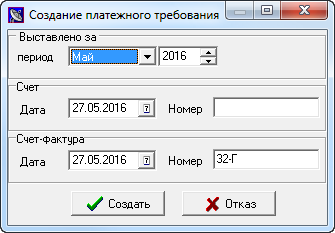 Создание платежного требования
Выставлено за
период Май 2016
Счет
Дата 27.05.2016 Номер
Счет-фактура
Дата 27.05.2016 Номер 32-Г
Создать Отказ